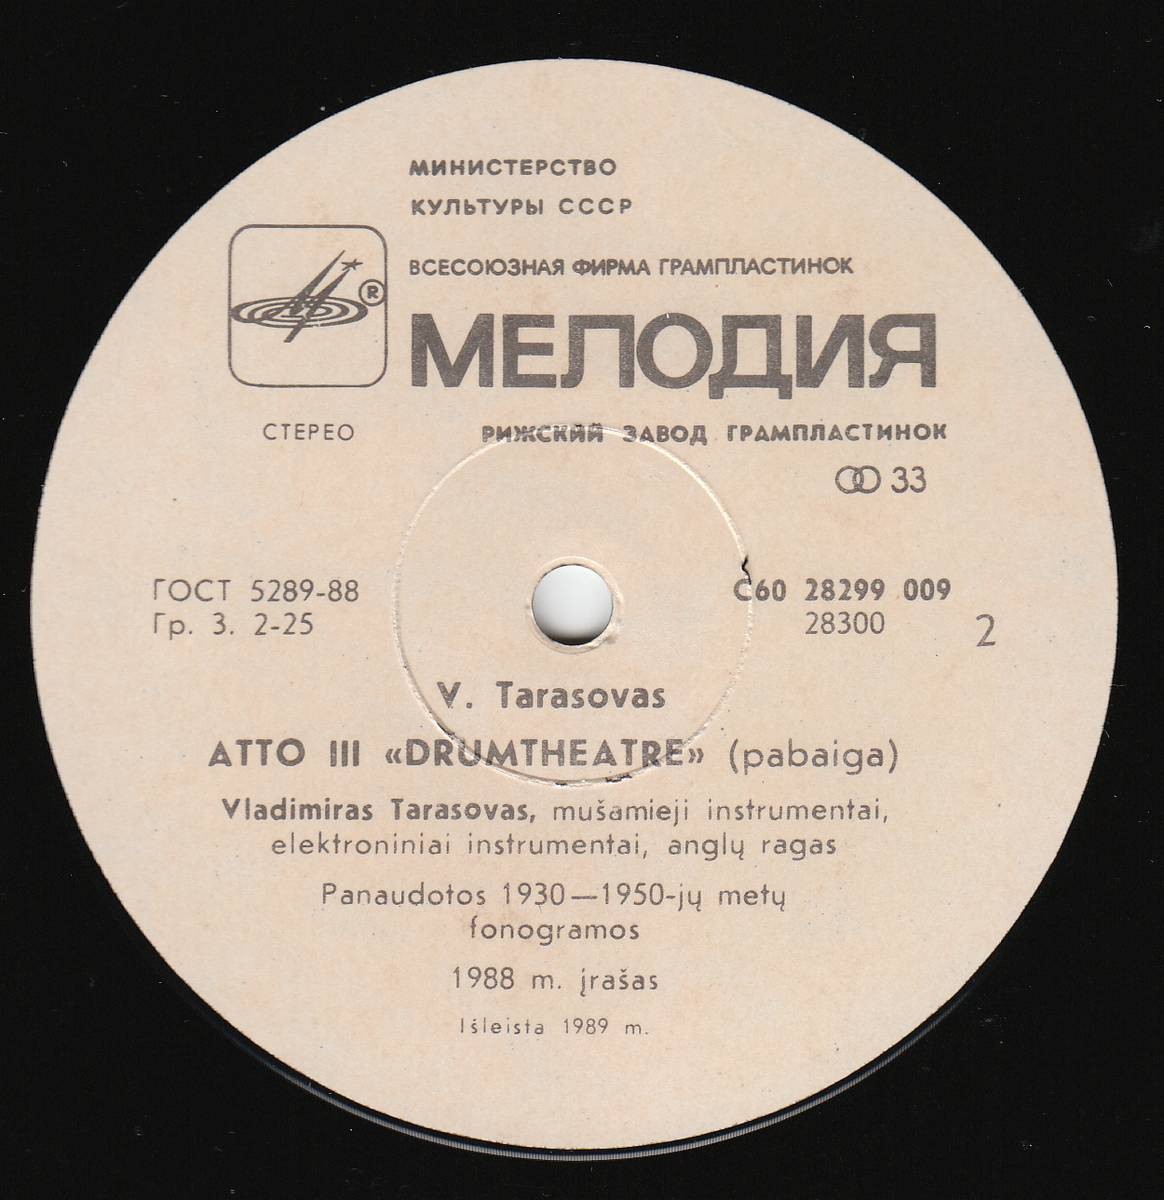 МИНИСТЕРСТВО
КУЛЬТУРЫ СССР
ВСЕСОЮЗНАЯ ФИРМА ГРАМПЛАСТИНОК
®
МЕЛОДИЯ
СТЕРЕО
РИЖСКИЙ ЗАВОД ГРАМПЛАСТИНОК
33
ГОСТ 5289-88
Гр. 3. 2-25
С60 28299 009
28300
2
V. Tarasovas
ATTO III «DRUMTHEATRE» (pabaiga)
Vladimiras Tarasovas, mušamieji instrumentai,
elektroniniai instrumentai, anglų ragas
Panaudotos 1930—1950-jų metų
fonogramos
1988 m. įrašas
Išleista 1989 m.